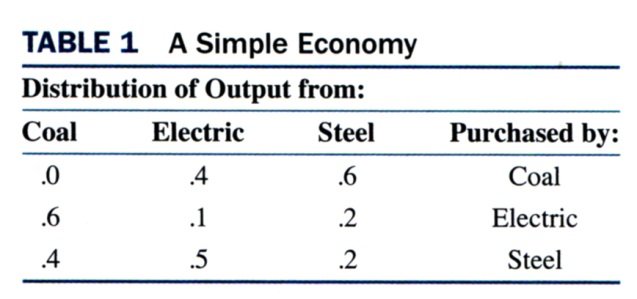 TABLE 1 A Simple Economy
Distribution of Output from:
Coal Electric Steel Purchased by:
.0 .4 .6 Coal
.6 .1 .2 Electric
.4 .5 .2 Steel